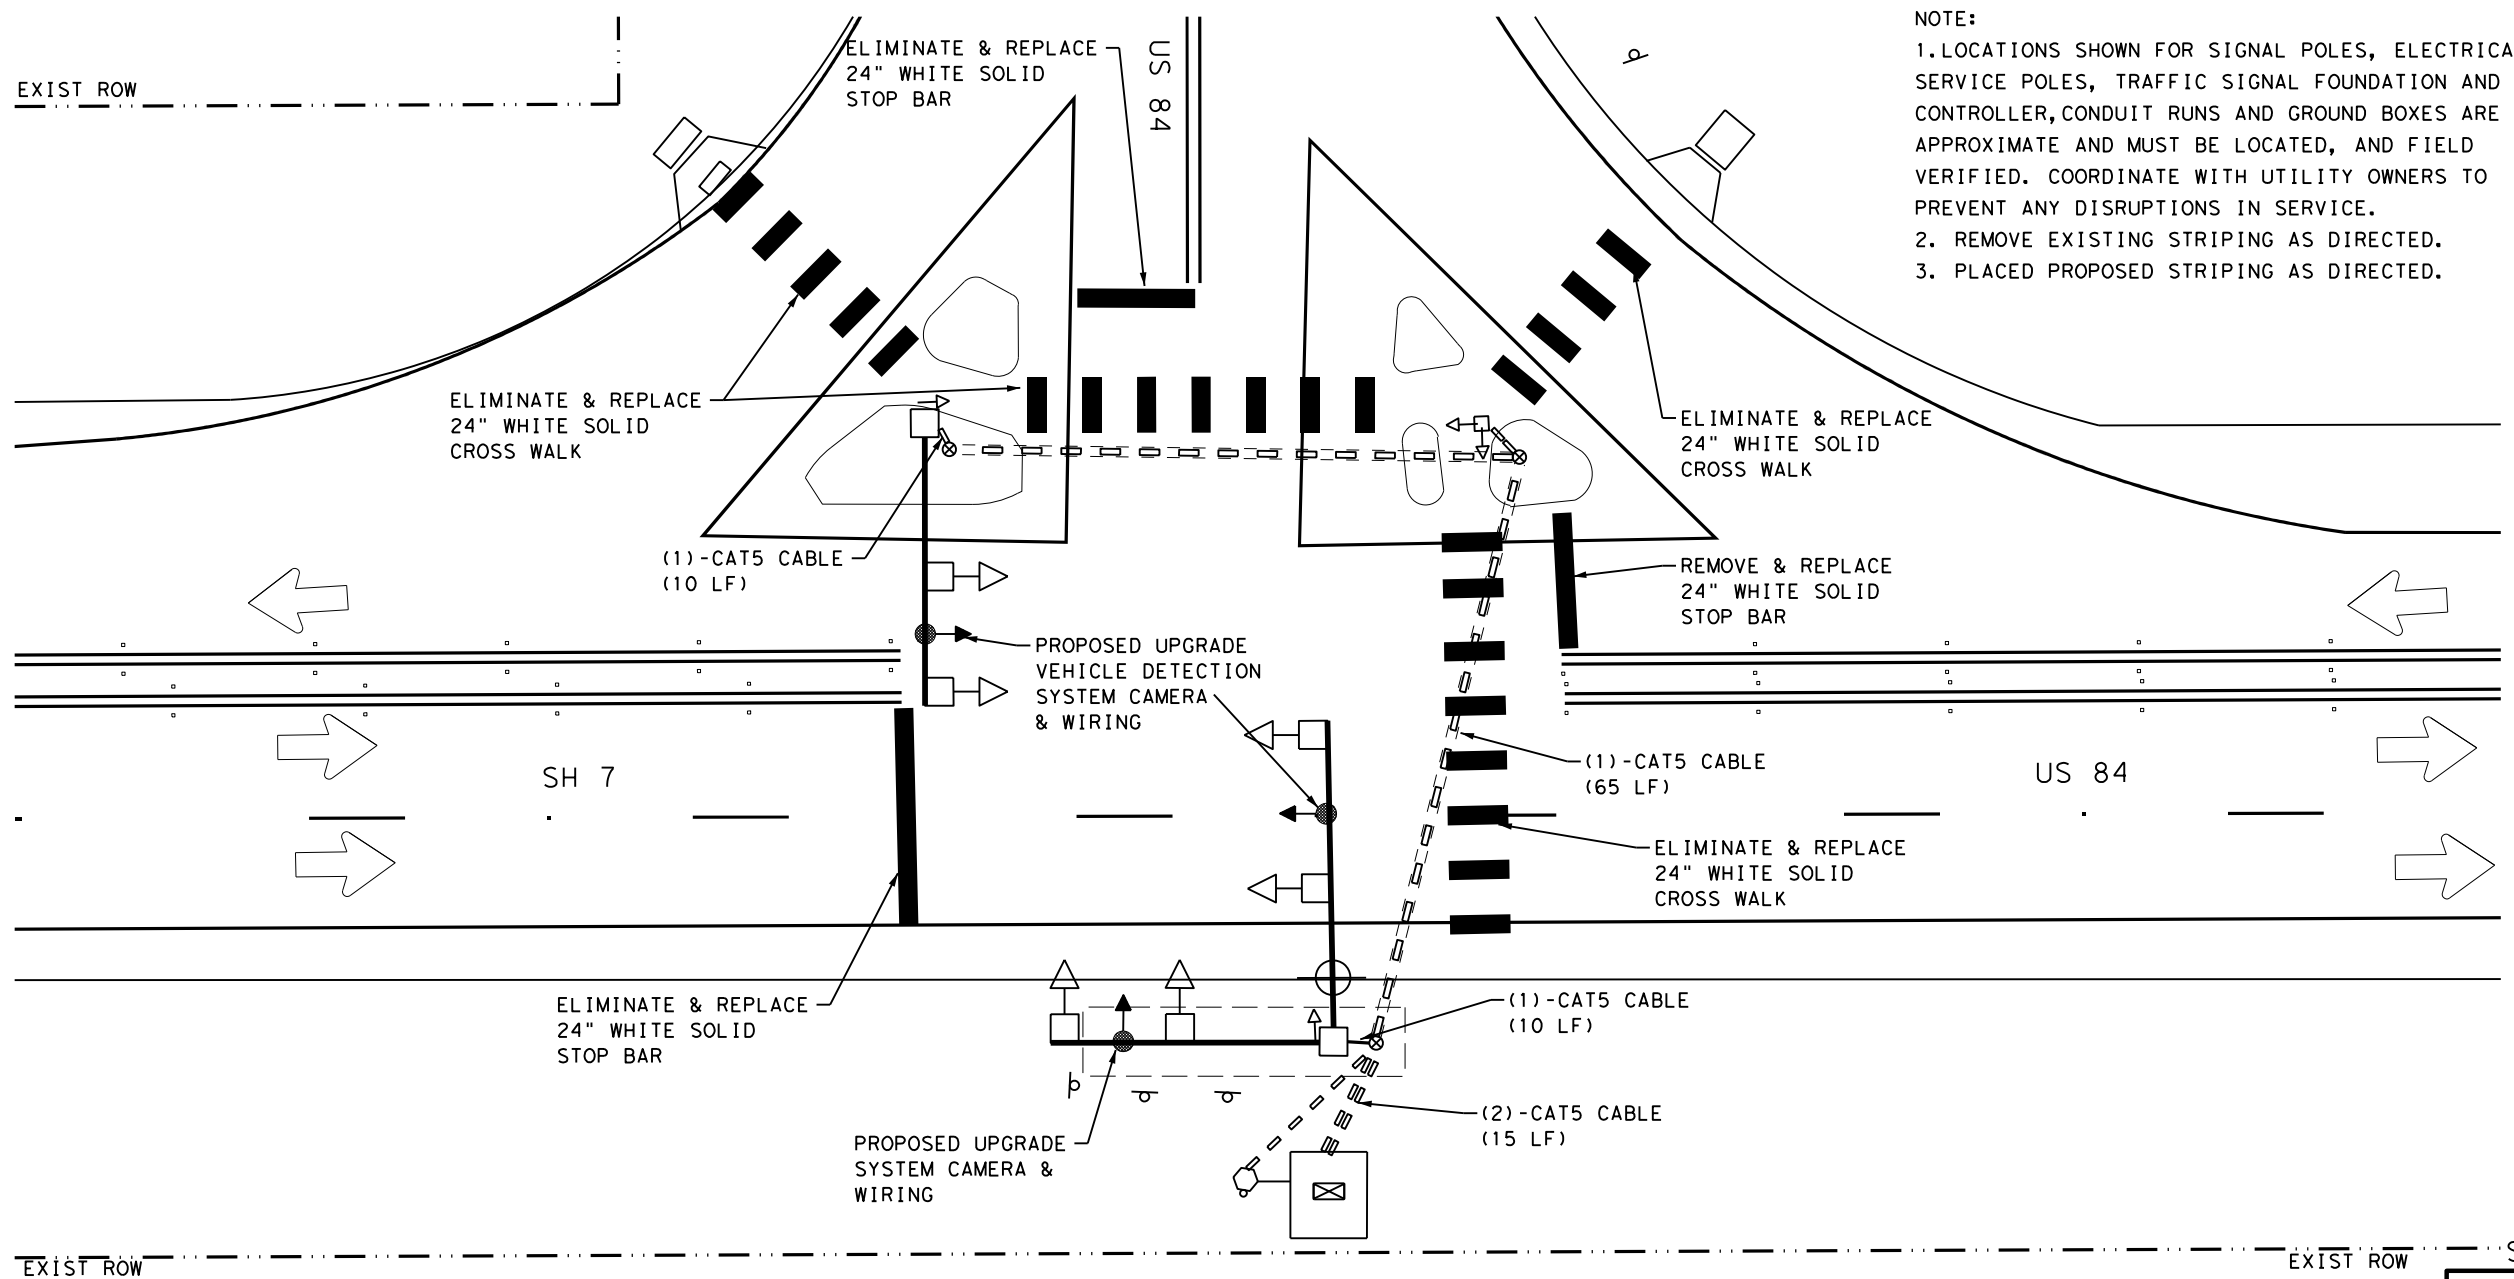 EXIST ROW
ELIMINATE & REPLACE
24" WHITE SOLID
STOP BAR
US 84
NOTE:
1.LOCATIONS SHOWN FOR SIGNAL POLES, ELECTRICA
SERVICE POLES, TRAFFIC SIGNAL FOUNDATION AND
CONTROLLER,CONDUIT RUNS AND GROUND BOXES ARE
APPROXIMATE AND MUST BE LOCATED, AND FIELD
VERIFIED. COORDINATE WITH UTILITY OWNERS TO
PREVENT ANY DISRUPTIONS IN SERVICE.
2. REMOVE EXISTING STRIPING AS DIRECTED.
3. PLACED PROPOSED STRIPING AS DIRECTED.
ELIMINATE & REPLACE
24" WHITE SOLID
CROSS WALK
ELIMINATE & REPLACE
24" WHITE SOLID
CROSS WALK
(1)-CAT5 CABLE
(10 LF)
REMOVE & REPLACE
24" WHITE SOLID
STOP BAR
PROPOSED UPGRADE
VEHICLE DETECTION
SYSTEM CAMERA
& WIRING
SH 7
(1)-CAT5 CABLE
(65 LF)
US 84
ELIMINATE & REPLACE
24" WHITE SOLID
CROSS WALK
ELIMINATE & REPLACE
24" WHITE SOLID
STOP BAR
(1)-CAT5 CABLE
(10 LF)
(2)-CAT5 CABLE
(15 LF)
PROPOSED UPGRADE
SYSTEM CAMERA &
WIRING
EXIST ROW
EXIST ROW